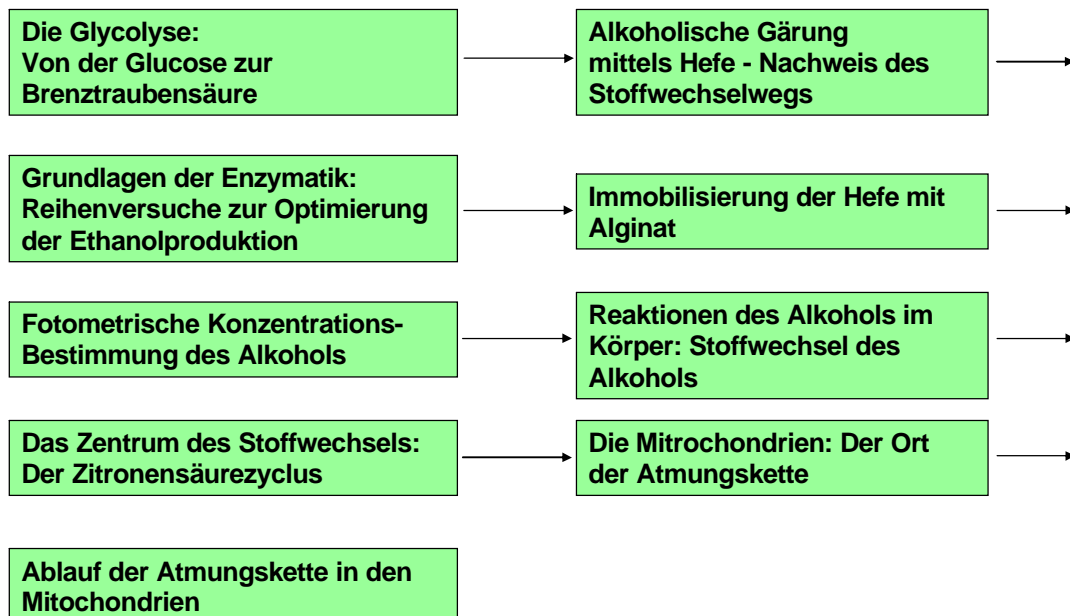 Die Glycolyse:
Von der Glucose zur
Brenztraubensäure
Alkoholische Gärung
mittels Hefe - Nachweis des
Stoffwechselwegs
Grundlagen der Enzymatik:
Reihenversuche zur Optimierung
der Ethanolproduktion
Immobilisierung der Hefe mit
Alginat
Fotometrische Konzentrations-
Bestimmung des Alkohols
Reaktionen des Alkohols im
Körper: Stoffwechsel des
Alkohols
Das Zentrum des Stoffwechsels:
Der Zitronensäurezyclus
Die Mitrochondrien: Der Ort
der Atmungskette
Ablauf der Atmungskette in den
Mitochondrien